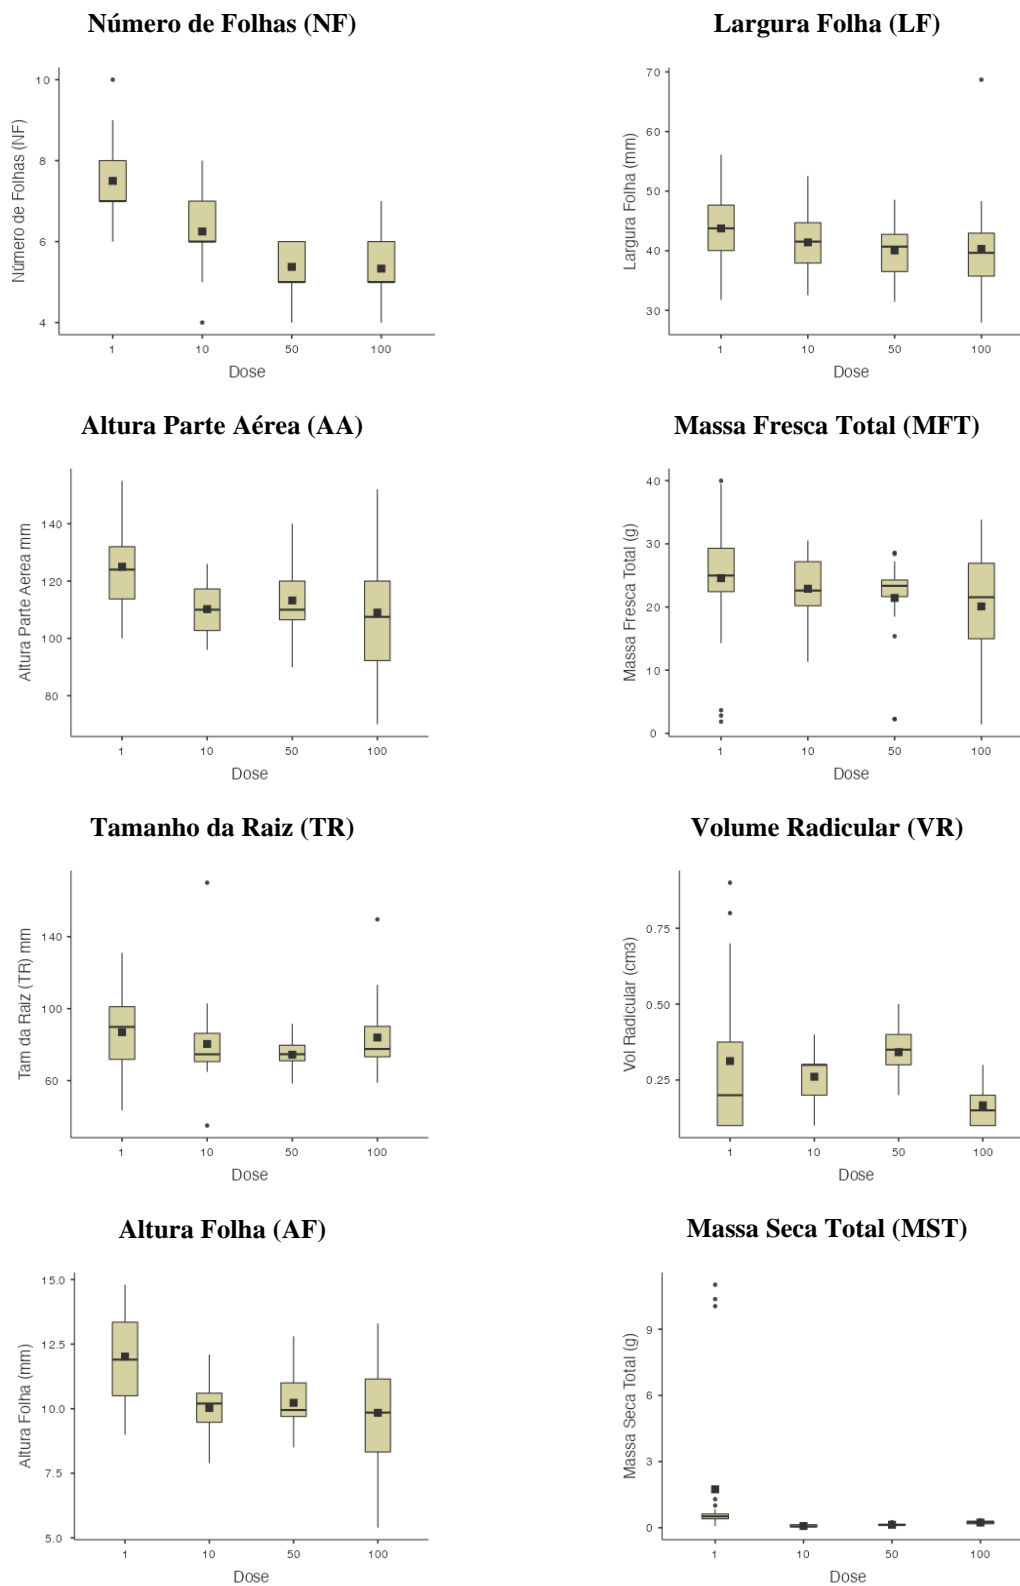 Número de Folhas (NF)
Número de Folhas (NF)
10
8
6
4
1 10 50 100
Dose
Largura Folha (LF)
Largura Folha (mm)
70
60
50
40
30
1 10 50 100
Dose
Altura Parte Aérea (AA)
Altura Parte Aerea mm
140
120
100
80
1 10 50 100
Dose
Massa Fresca Total (MFT)
Massa Fresca Total (g)
40
30
20
10
0
1 10 50 100
Dose
Tamanho da Raiz (TR)
Tam da Raiz (TR) mm
140
100
60
1 10 50 100
Dose
Volume Radicular (VR)
Vol Radicular (cm3)
0.75
0.50
0.25
1 10 50 100
Dose
Altura Folha (AF)
Altura Folha (mm)
15.0
12.5
10.0
7.5
5.0
1 10 50 100
Dose
Massa Seca Total (MST)
Massa Seca Total (g)
9
6
3
0
1 10 50 100
Dose